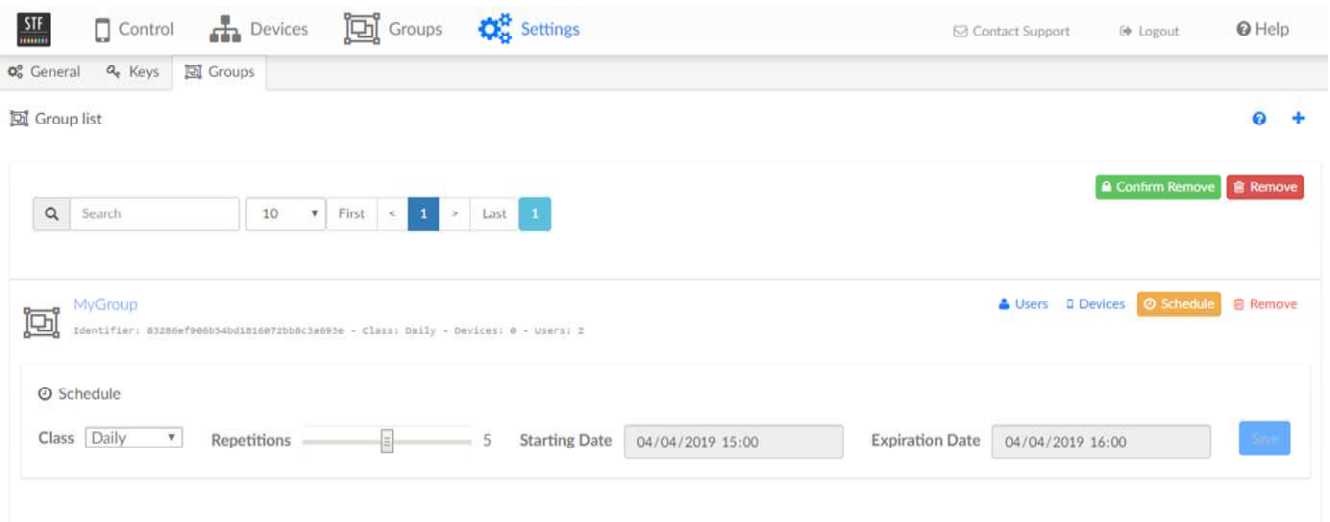 STF Control Devices Groups Settings Contact Support Logout Help
General Keys Groups
Group list
Confirm Remove Remove
Search 10 First < 1 > Last 1
MyGroup Users Devices Schedule Remove
- Class: Daily - Devices: 0 - Users: 2
Schedule
Class Daily Repetitions 5 Starting Date 04/04/2019 15:00 Expiration Date 04/04/2019 16:00 Save